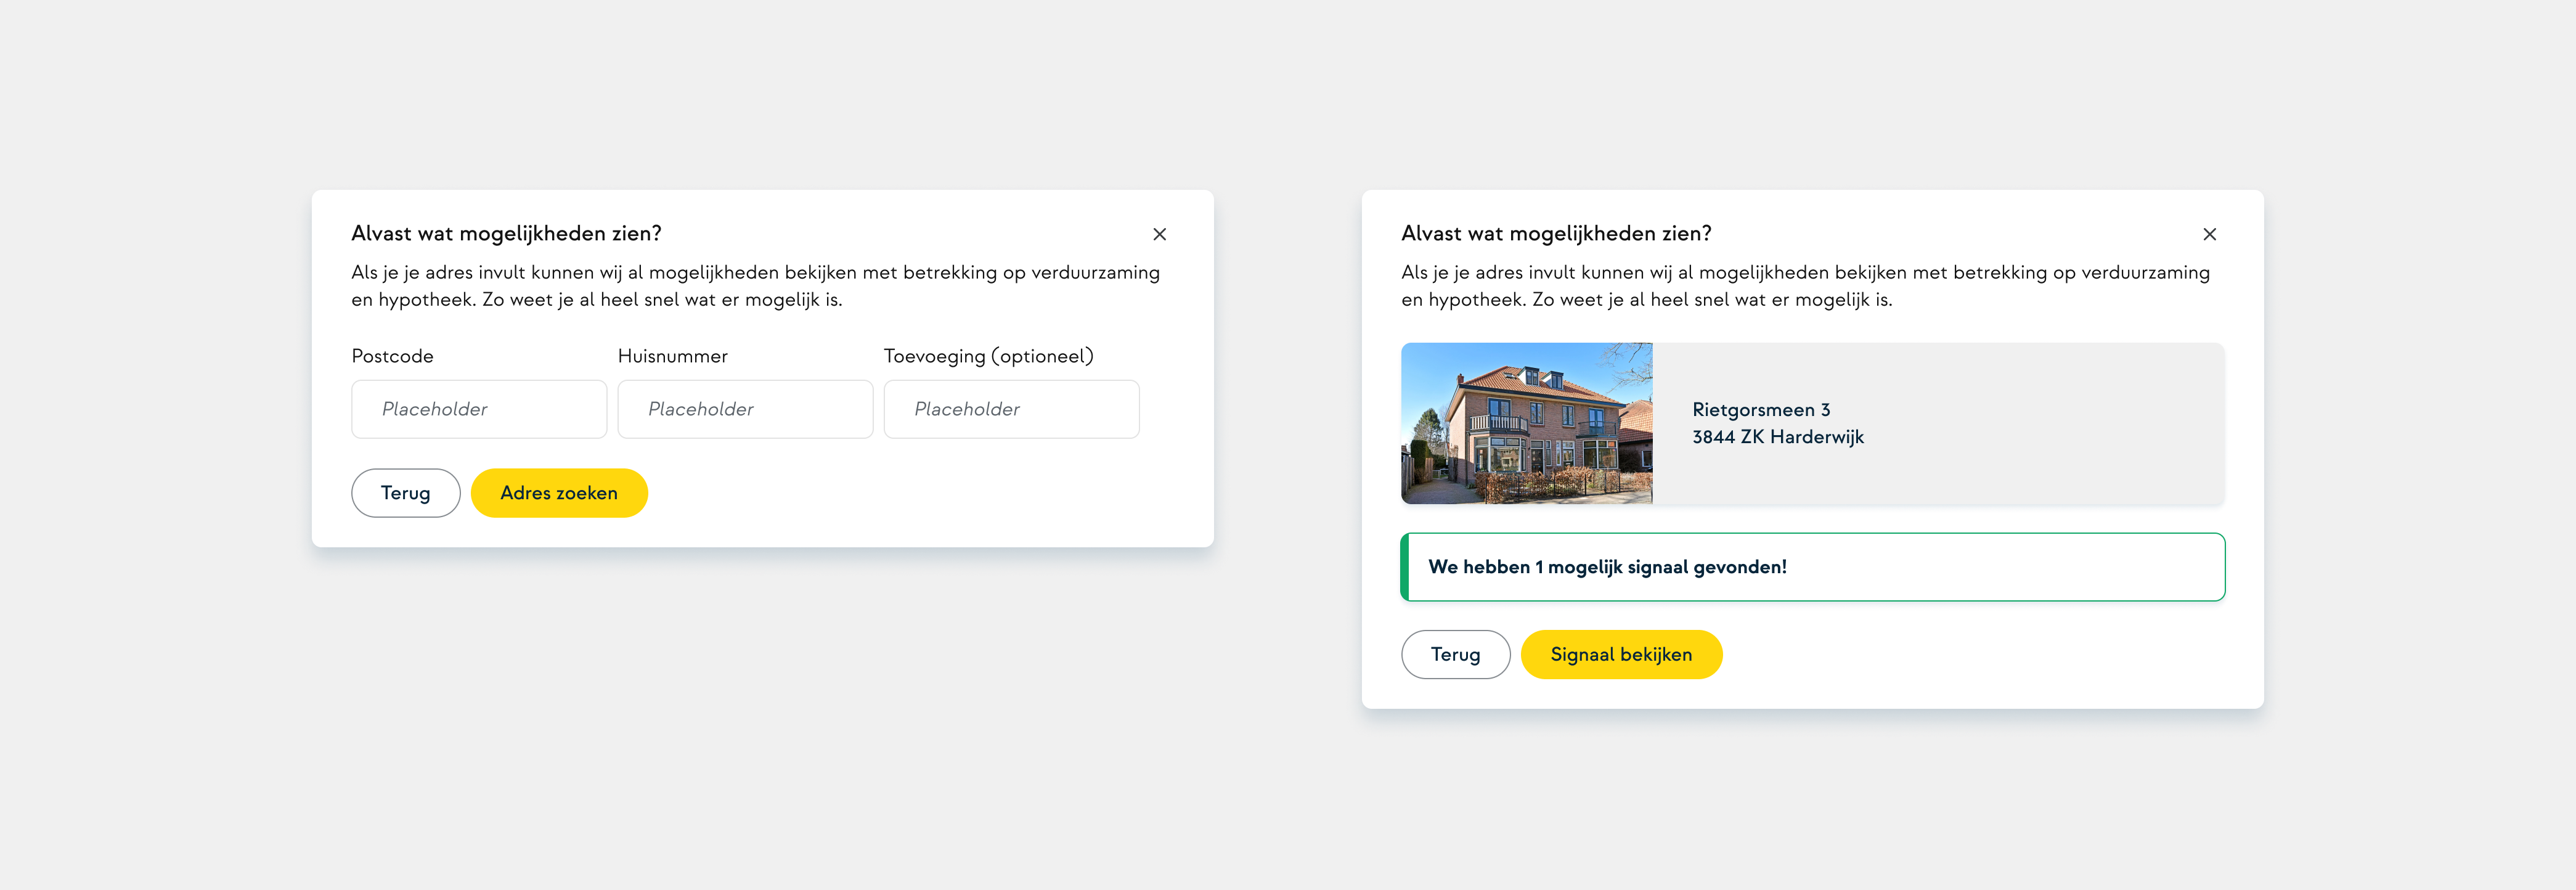 Alvast wat mogelijkheden zien?
Als je je adres invult kunnen wij al mogelijkheden bekijken met betrekking op verduurzaming
en hypotheek. Zo weet je al heel snel wat er mogelijk is.
Postcode
Huisnummer
Toevoeging (optioneel)
Placeholder
Placeholder
Placeholder
Terug
Adres zoeken
Alvast wat mogelijkheden zien?
Als je je adres invult kunnen wij al mogelijkheden bekijken met betrekking op verduurzaming
en hypotheek. Zo weet je al heel snel wat er mogelijk is.
Rietgorsmeen 3
3844 ZK Harderwijk
We hebben 1 mogelijk signaal gevonden!
Terug
Signaal bekijken